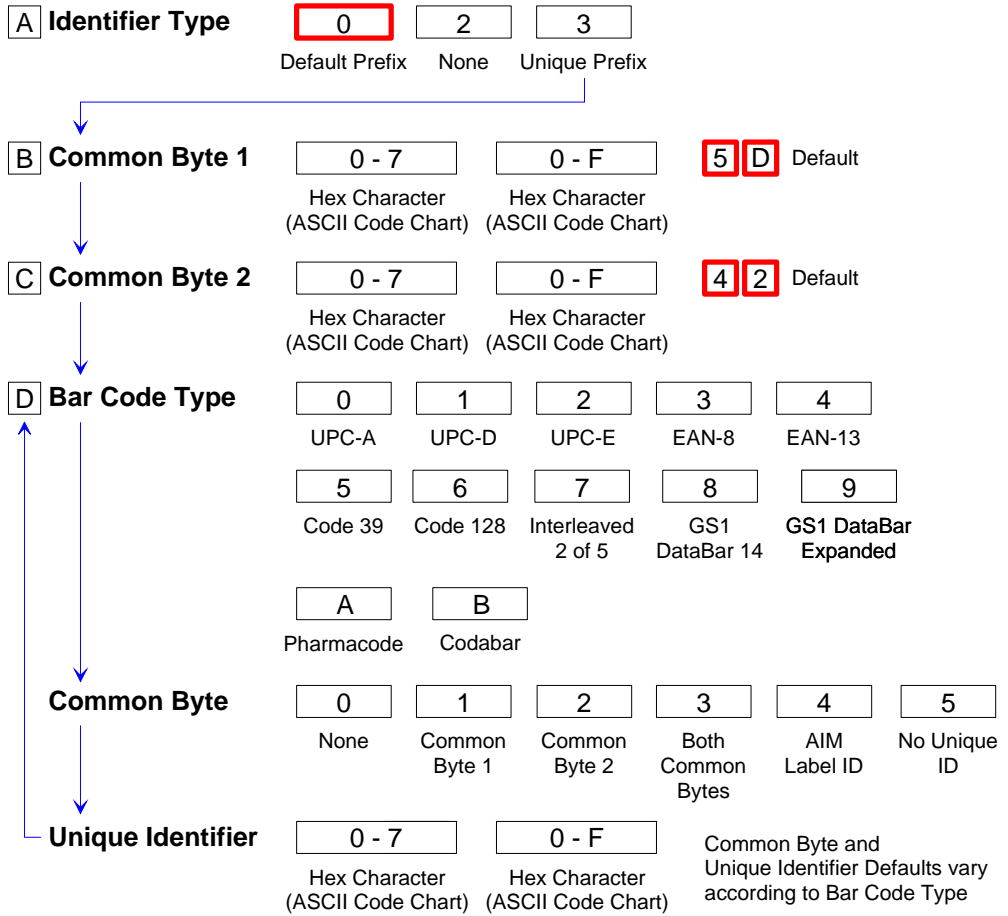 A Identifier Type 0 2 3
Default Prefix None Unique Prefix
B Common Byte 1 0 - 7 0 - F 5 D Default
Hex Character Hex Character
(ASCII Code Chart) (ASCII Code Chart)
C Common Byte 2 0 - 7 0 - F 4 2 Default
Hex Character Hex Character
(ASCII Code Chart) (ASCII Code Chart)
D Bar Code Type 0 1 2 3 4
UPC-A UPC-D UPC-E EAN-8 EAN-13
5 6 7 8 9
Code 39 Code 128 Interleaved GS1 GS1 DataBar
2 of 5 DataBar 14 Expanded
A B
Pharmacode Codabar
Common Byte 0 1 2 3 4 5
None Common Common Both AIM No Unique
Byte 1 Byte 2 Common Label ID ID
Bytes
Unique Identifier 0 - 7 0 - F Common Byte and
Unique Identifier Defaults vary
Hex Character Hex Character according to Bar Code Type
(ASCII Code Chart) (ASCII Code Chart)